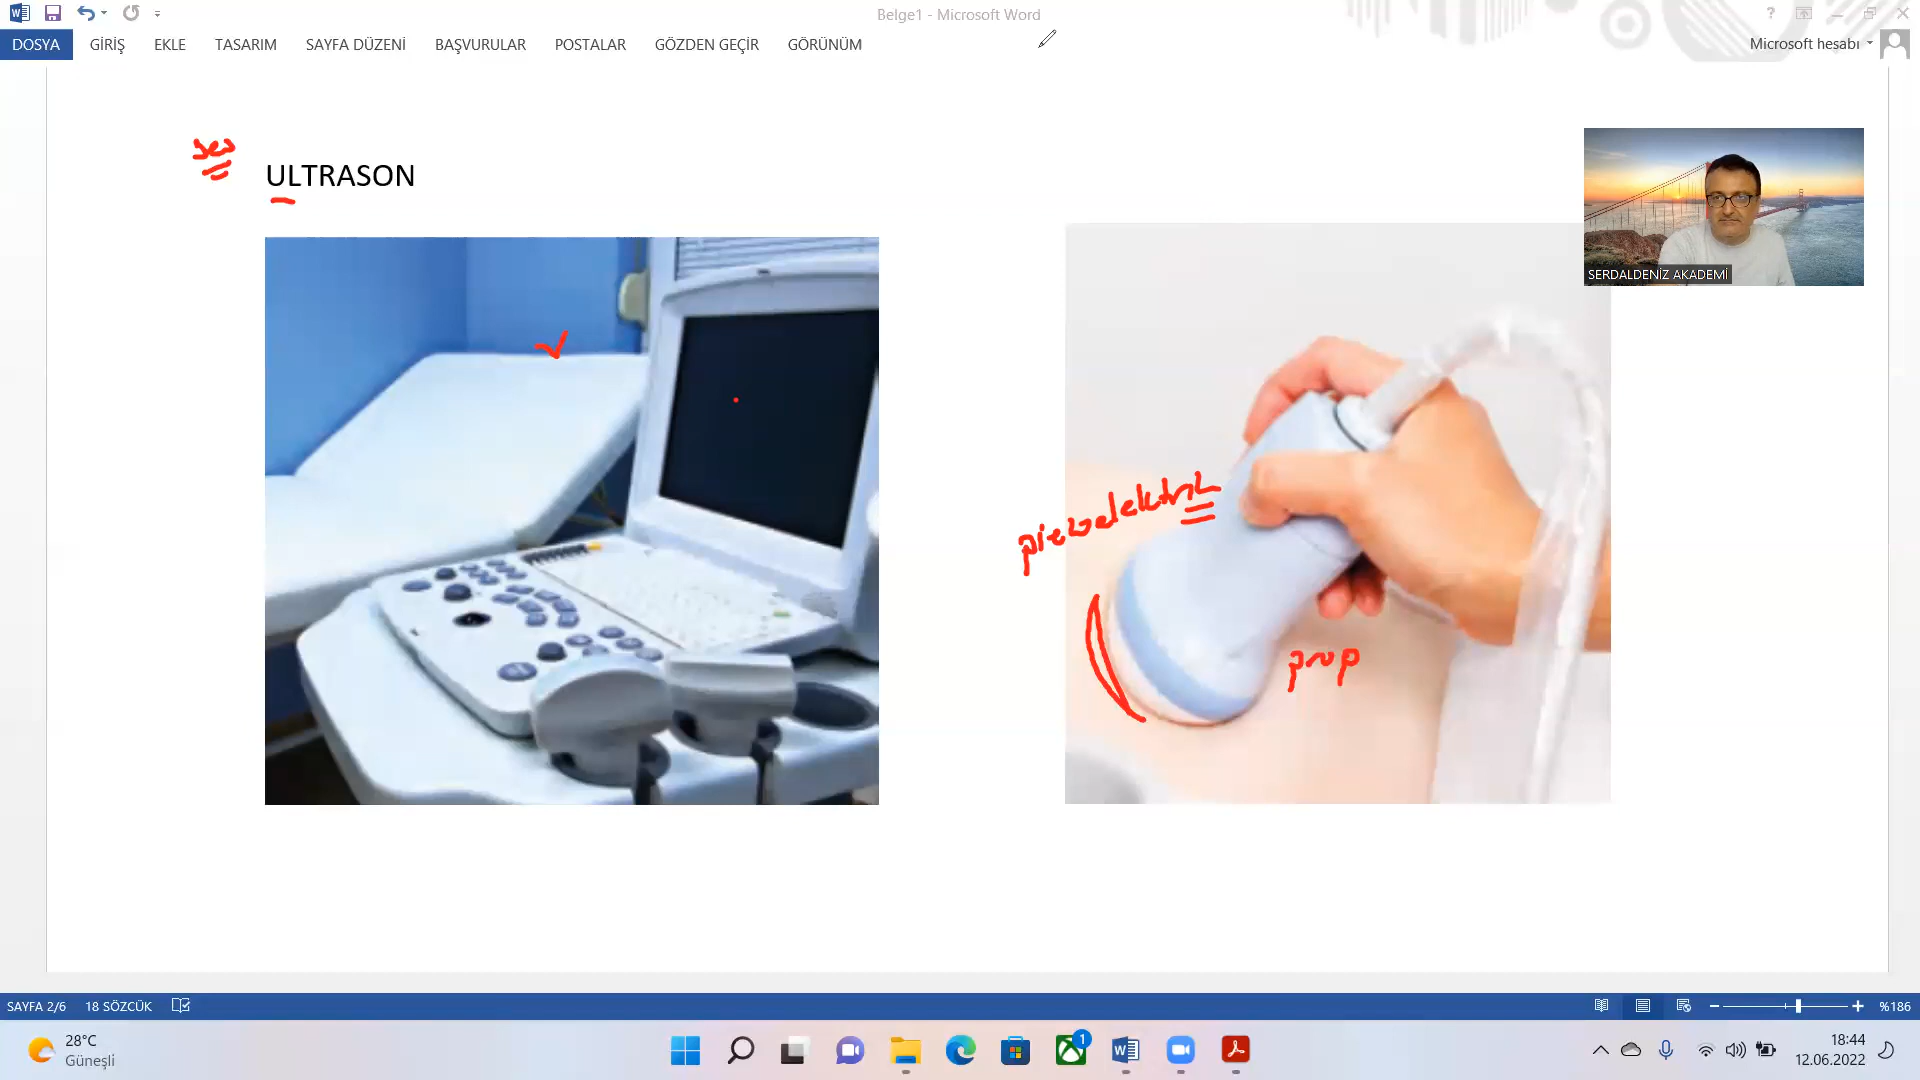 Belge1 - Microsoft Word
DOSYA GİRİŞ EKLE TASARIM SAYFA DÜZENİ BAŞVURULAR POSTALAR GÖZDEN GEÇİR GÖRÜNÜM Microsoft hesabı
ses
ULTRASON
SERDALDENİZ AKADEMİ
piezoelektrik
prop
SAYFA 2/6 18 SÖZCÜK %186
28°C
Güneşli
1
18:44
12.06.2022